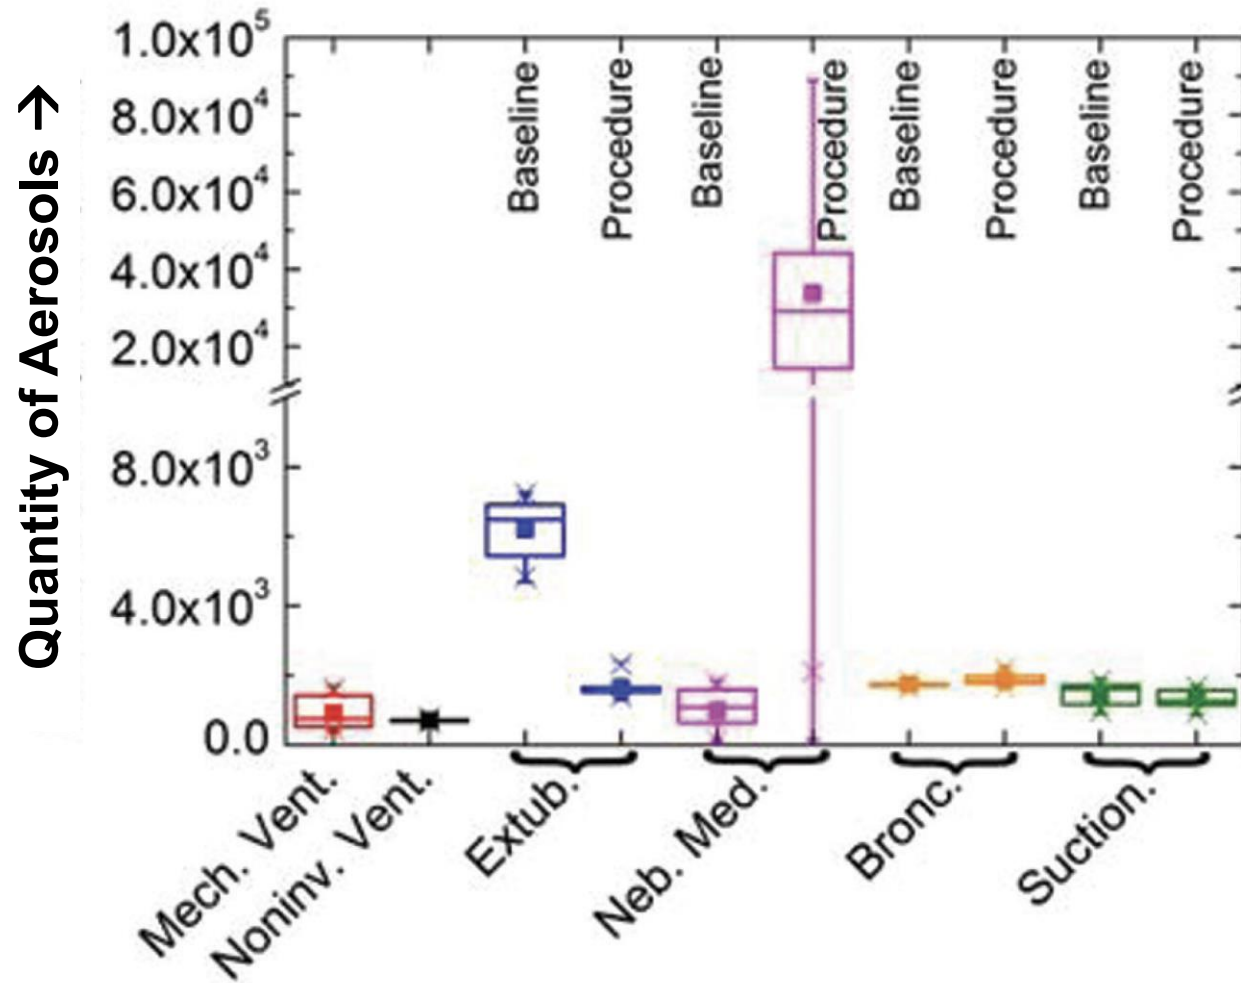 Quantity of Aerosols →
1.0x10⁵
8.0x10⁴
6.0x10⁴
4.0x10⁴
2.0x10⁴
8.0x10³
4.0x10³
0.0
Baseline
Procedure
Baseline
Procedure
Baseline
Procedure
Baseline
Procedure
Mech. Vent.
Noninv. Vent.
Extub.
Neb. Med.
Bronc.
Suction.